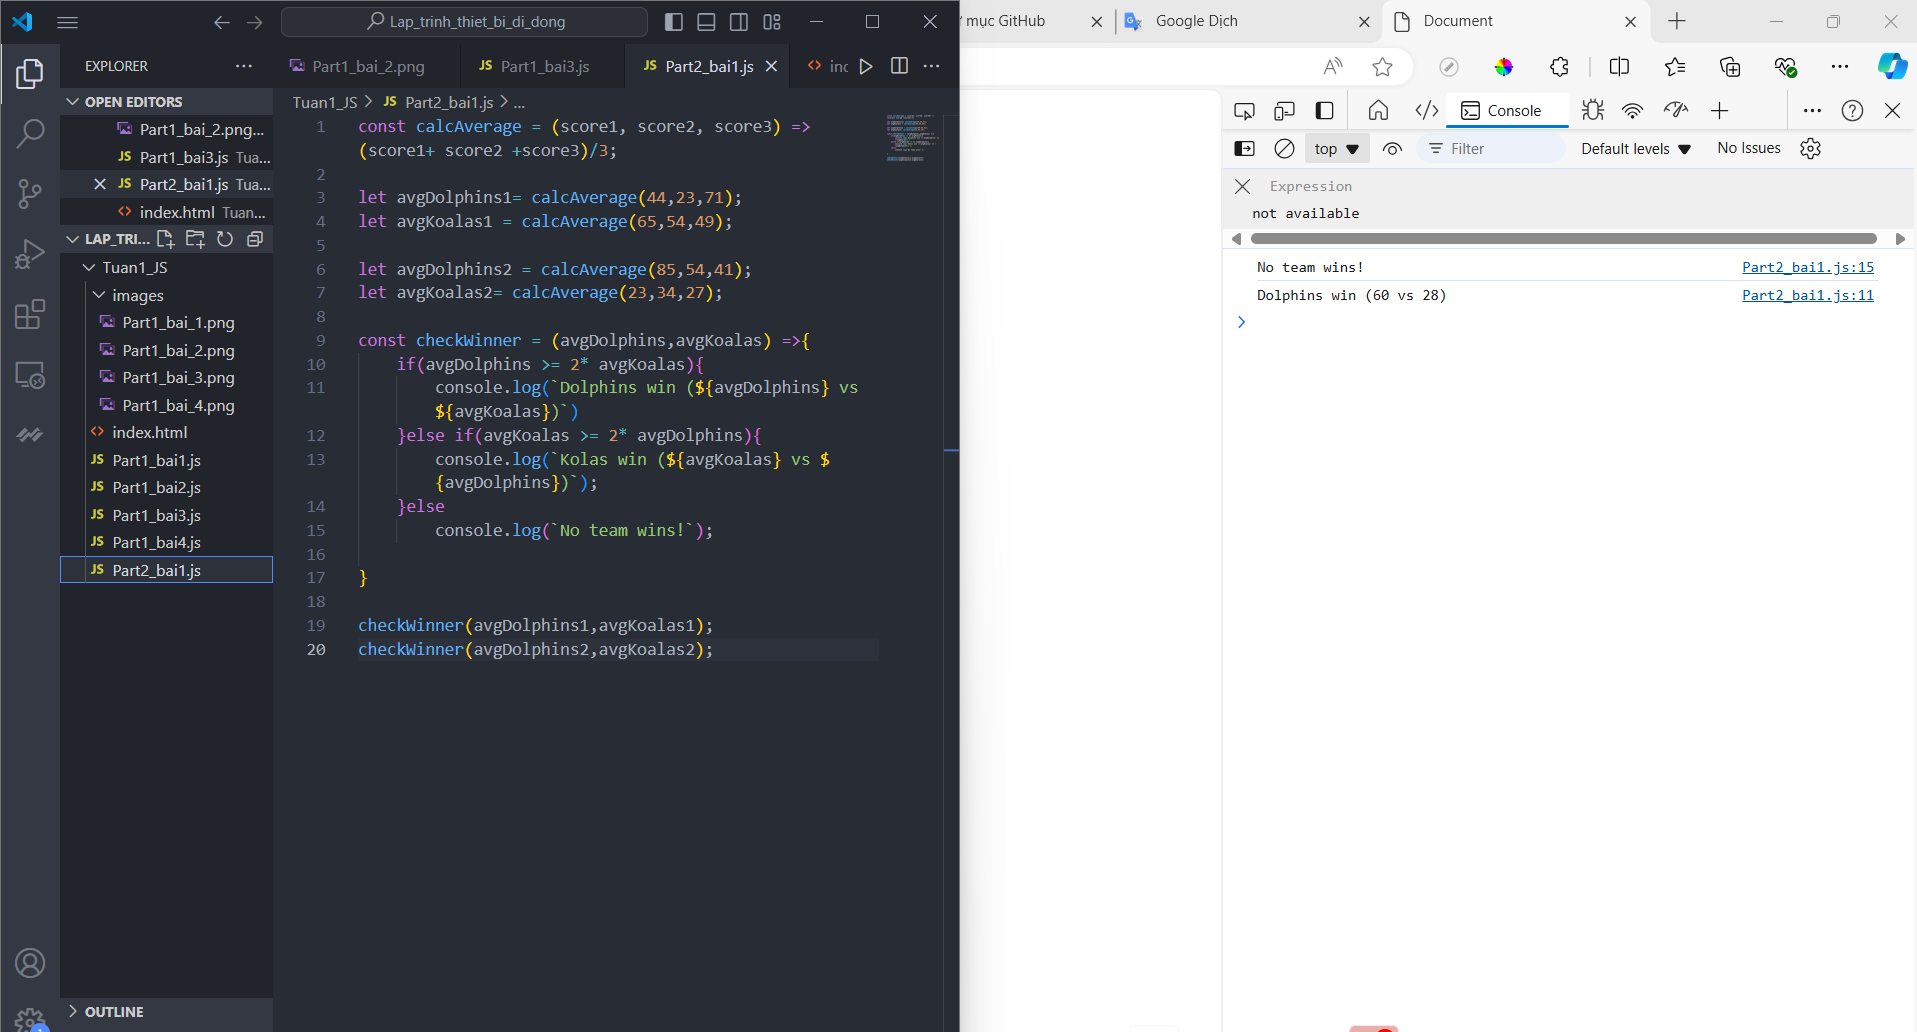 Lap_trinh_thiet_bi_di_dong
EXPLORER
OPEN EDITORS
Part1_bai_2.png...
JS Part1_bai3.js Tua...
JS Part2_bai1.js Tua...
<> index.html Tuan...
LAP_TRI...
Tuan1_JS
images
Part1_bai_1.png
Part1_bai_2.png
Part1_bai_3.png
Part1_bai_4.png
<> index.html
JS Part1_bai1.js
JS Part1_bai2.js
JS Part1_bai3.js
JS Part1_bai4.js
JS Part2_bai1.js
OUTLINE
Part1_bai_2.png JS Part1_bai3.js JS Part2_bai1.js <> inc
Tuan1_JS > JS Part2_bai1.js > ...
1 const calcAverage = (score1, score2, score3) =>
(score1+ score2 +score3)/3;
2
3 let avgDolphins1= calcAverage(44,23,71);
4 let avgKoalas1 = calcAverage(65,54,49);
5
6 let avgDolphins2 = calcAverage(85,54,41);
7 let avgKoalas2= calcAverage(23,34,27);
8
9 const checkWinner = (avgDolphins,avgKoalas) =>{
10 if(avgDolphins >= 2* avgKoalas){
11 console.log(`Dolphins win (${avgDolphins} vs
${avgKoalas})`)
12 }else if(avgKoalas >= 2* avgDolphins){
13 console.log(`Kolas win (${avgKoalas} vs $
{avgDolphins})`);
14 }else
15 console.log(`No team wins!`);
16
17 }
18
19 checkWinner(avgDolphins1,avgKoalas1);
20 checkWinner(avgDolphins2,avgKoalas2);
mục GitHub
Google Dịch
Document
Console
top
Filter
Default levels
No Issues
Expression
not available
No team wins! Part2_bai1.js:15
Dolphins win (60 vs 28) Part2_bai1.js:11